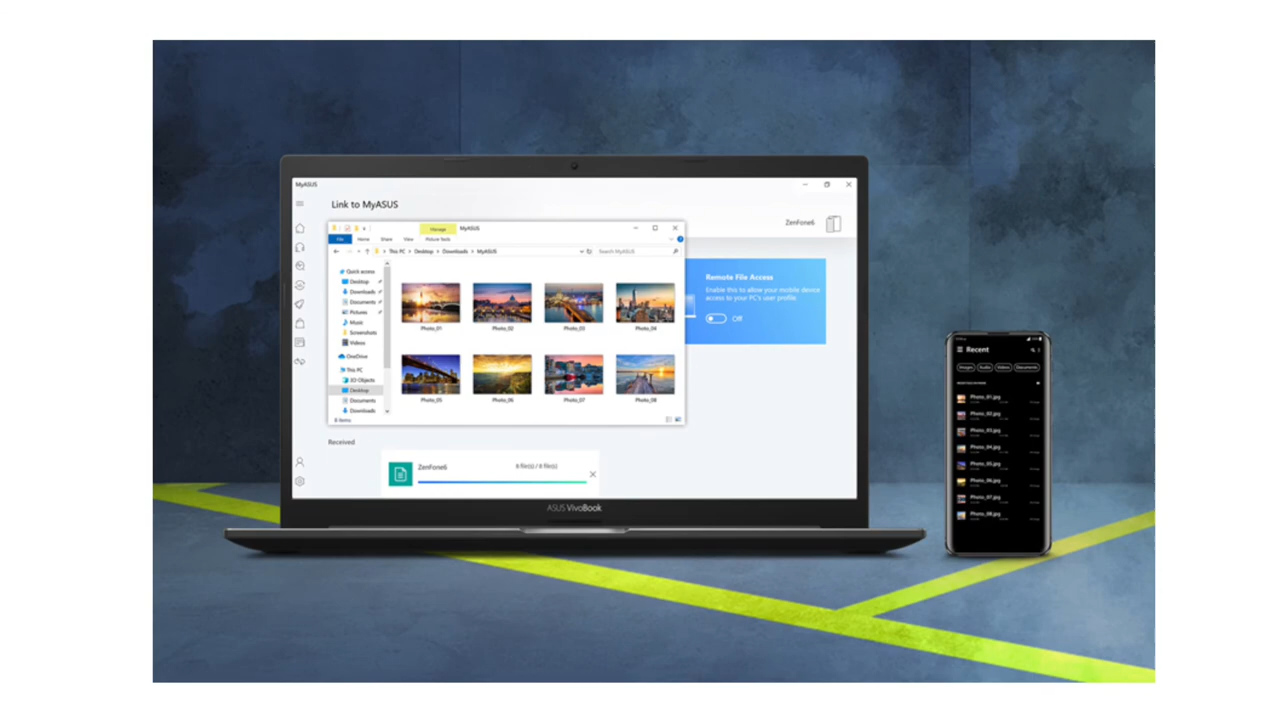 MyASUS
Link to MyASUS
ZenFone6
Manage
MyASUS
File
Home
Share
View
Picture Tools
This PC > Desktop > Downloads > MyASUS
Search MyASUS
Quick access
Desktop
Downloads
Documents
Pictures
Music
Screenshots
Videos
OneDrive
This PC
3D Objects
Desktop
Documents
Downloads
8 items
Photo_01
Photo_02
Photo_03
Photo_04
Photo_05
Photo_06
Photo_07
Photo_08
Remote File Access
Enable this to allow your mobile device
access to your PC's user profile
Off
Received
ZenFone6
8 file(s) / 8 file(s)
ASUS VivoBook
Recent
Images
Audio
Videos
Documents
Photo_01.jpg
Photo_02.jpg
Photo_03.jpg
Photo_04.jpg
Photo_05.jpg
Photo_06.jpg
Photo_07.jpg
Photo_08.jpg